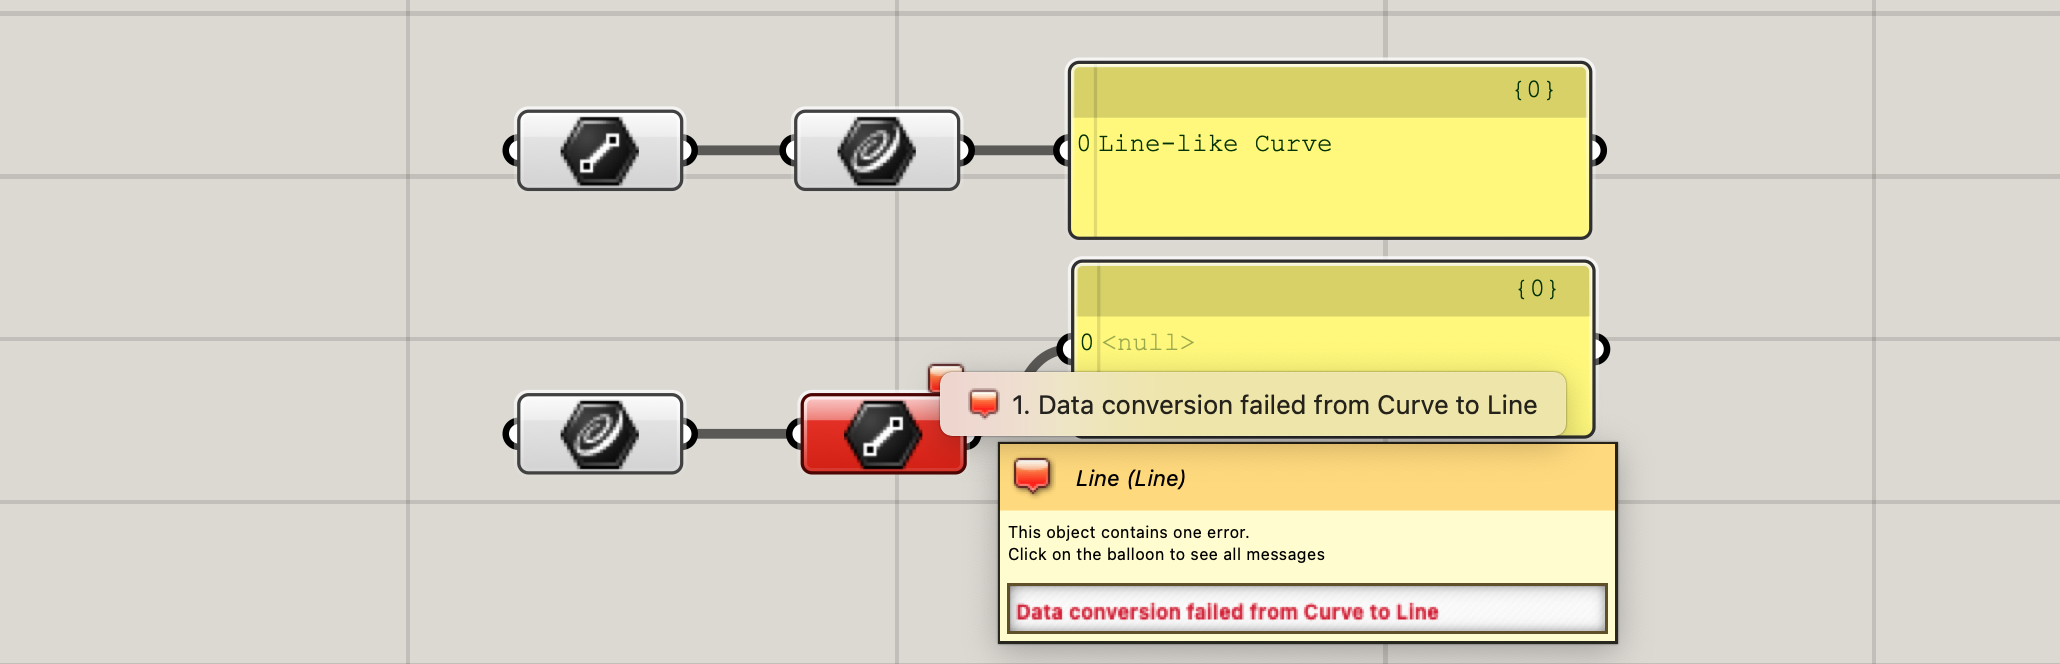 {0}
0 Line-like Curve
{0}
0 <null>
1. Data conversion failed from Curve to Line
Line (Line)
This object contains one error.
Click on the balloon to see all messages
Data conversion failed from Curve to Line